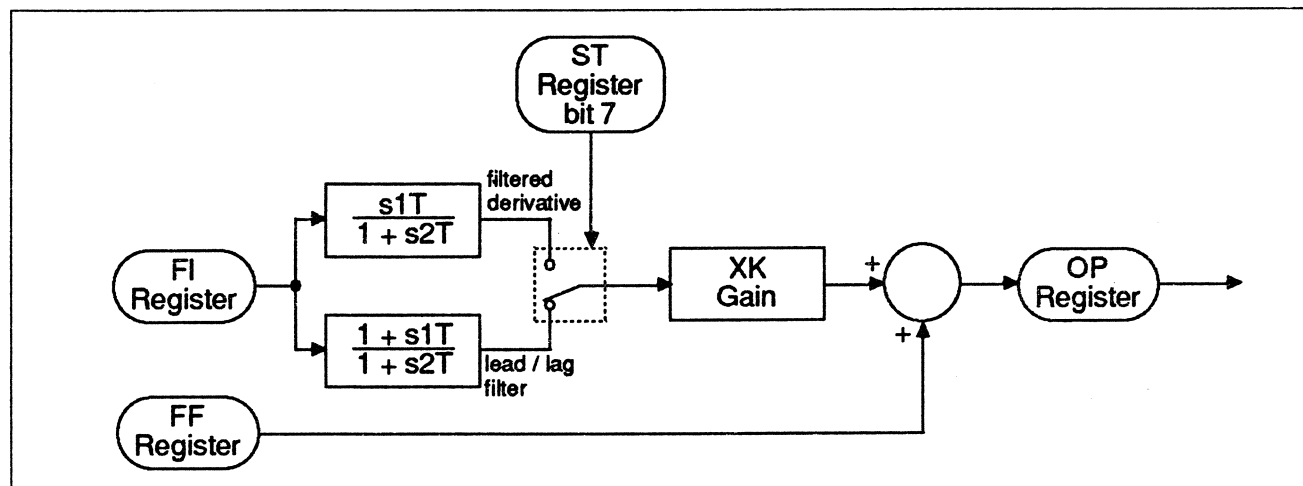 ST
Register
bit 7
filtered
derivative
s1T
1 + s2T
FI
Register
XK
Gain
+
OP
Register
1 + s1T
1 + s2T
lead / lag
filter
+
FF
Register